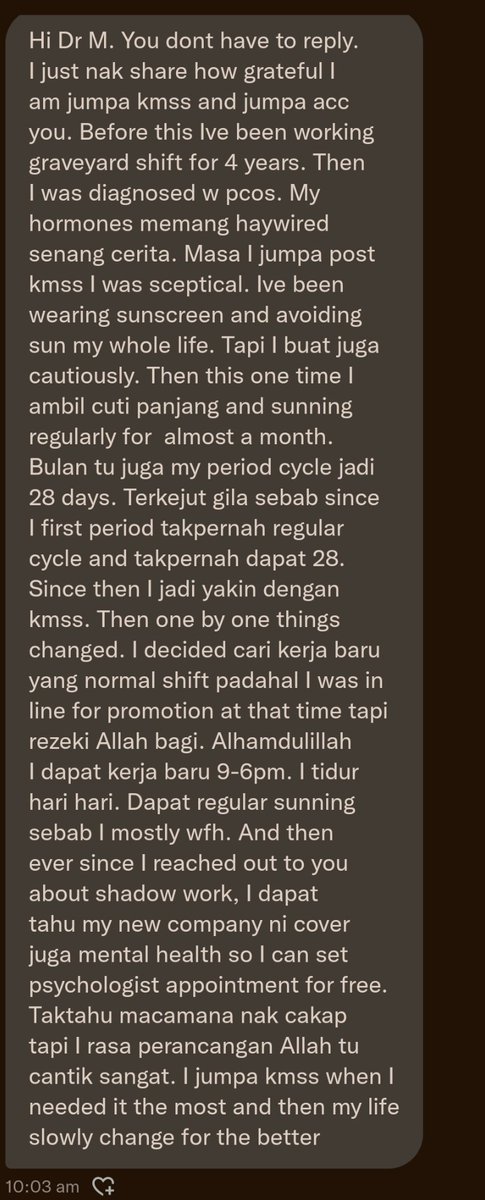 Hi Dr M. You dont have to reply.
I just nak share how grateful I
am jumpa kmss and jumpa acc
you. Before this Ive been working
graveyard shift for 4 years. Then
I was diagnosed w pcos. My
hormones memang haywired
senang cerita. Masa I jumpa post
kmss I was sceptical. Ive been
wearing sunscreen and avoiding
sun my whole life. Tapi I buat juga
cautiously. Then this one time I
ambil cuti panjang and sunning
regularly for  almost a month.
Bulan tu juga my period cycle jadi
28 days. Terkejut gila sebab since
I first period takpernah regular
cycle and takpernah dapat 28.
Since then I jadi yakin dengan
kmss. Then one by one things
changed. I decided cari kerja baru
yang normal shift padahal I was in
line for promotion at that time tapi
rezeki Allah bagi. Alhamdulillah
I dapat kerja baru 9-6pm. I tidur
hari hari. Dapat regular sunning
sebab I mostly wfh. And then
ever since I reached out to you
about shadow work, I dapat
tahu my new company ni cover
juga mental health so I can set
psychologist appointment for free.
Taktahu macamana nak cakap
tapi I rasa perancangan Allah tu
cantik sangat. I jumpa kmss when I
needed it the most and then my life
slowly change for the better
10:03 am